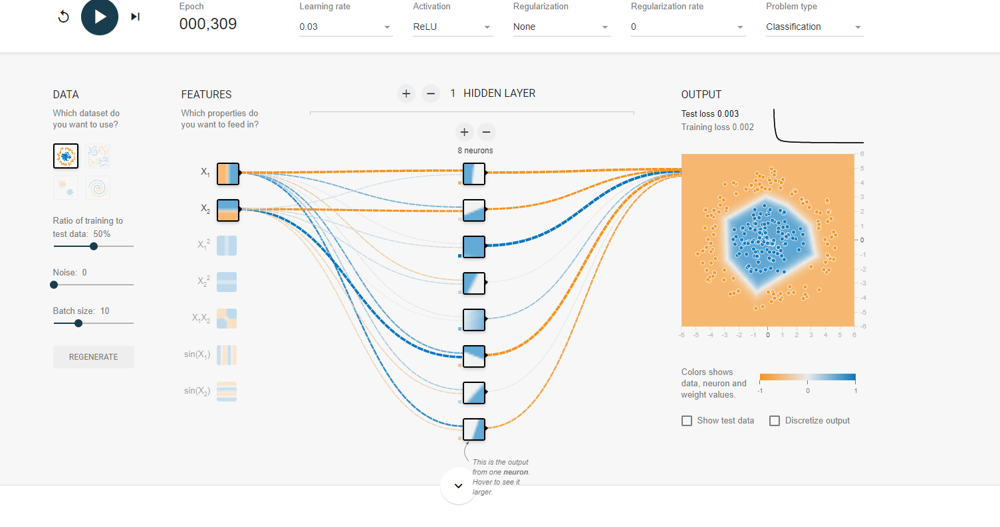 Epoch
000,309
Learning rate
0.03
Activation
ReLU
Regularization
None
Regularization rate
0
Problem type
Classification
DATA
Which dataset do
you want to use?
Ratio of training to
test data: 50%
Noise: 0
Batch size: 10
REGENERATE
FEATURES
Which properties do
you want to feed in?
X1
X2
X1²
X2²
X1X2
sin(X1)
sin(X2)
+ − 1 HIDDEN LAYER
+ −
8 neurons
This is the output
from one neuron.
Hover to see it
larger.
OUTPUT
Test loss 0.003
Training loss 0.002
6
5
4
3
2
1
0
-1
-2
-3
-4
-5
-6
-6 -5 -4 -3 -2 -1 0 1 2 3 4 5 6
Colors shows
data, neuron and
weight values.
-1 0 1
Show test data
Discretize output